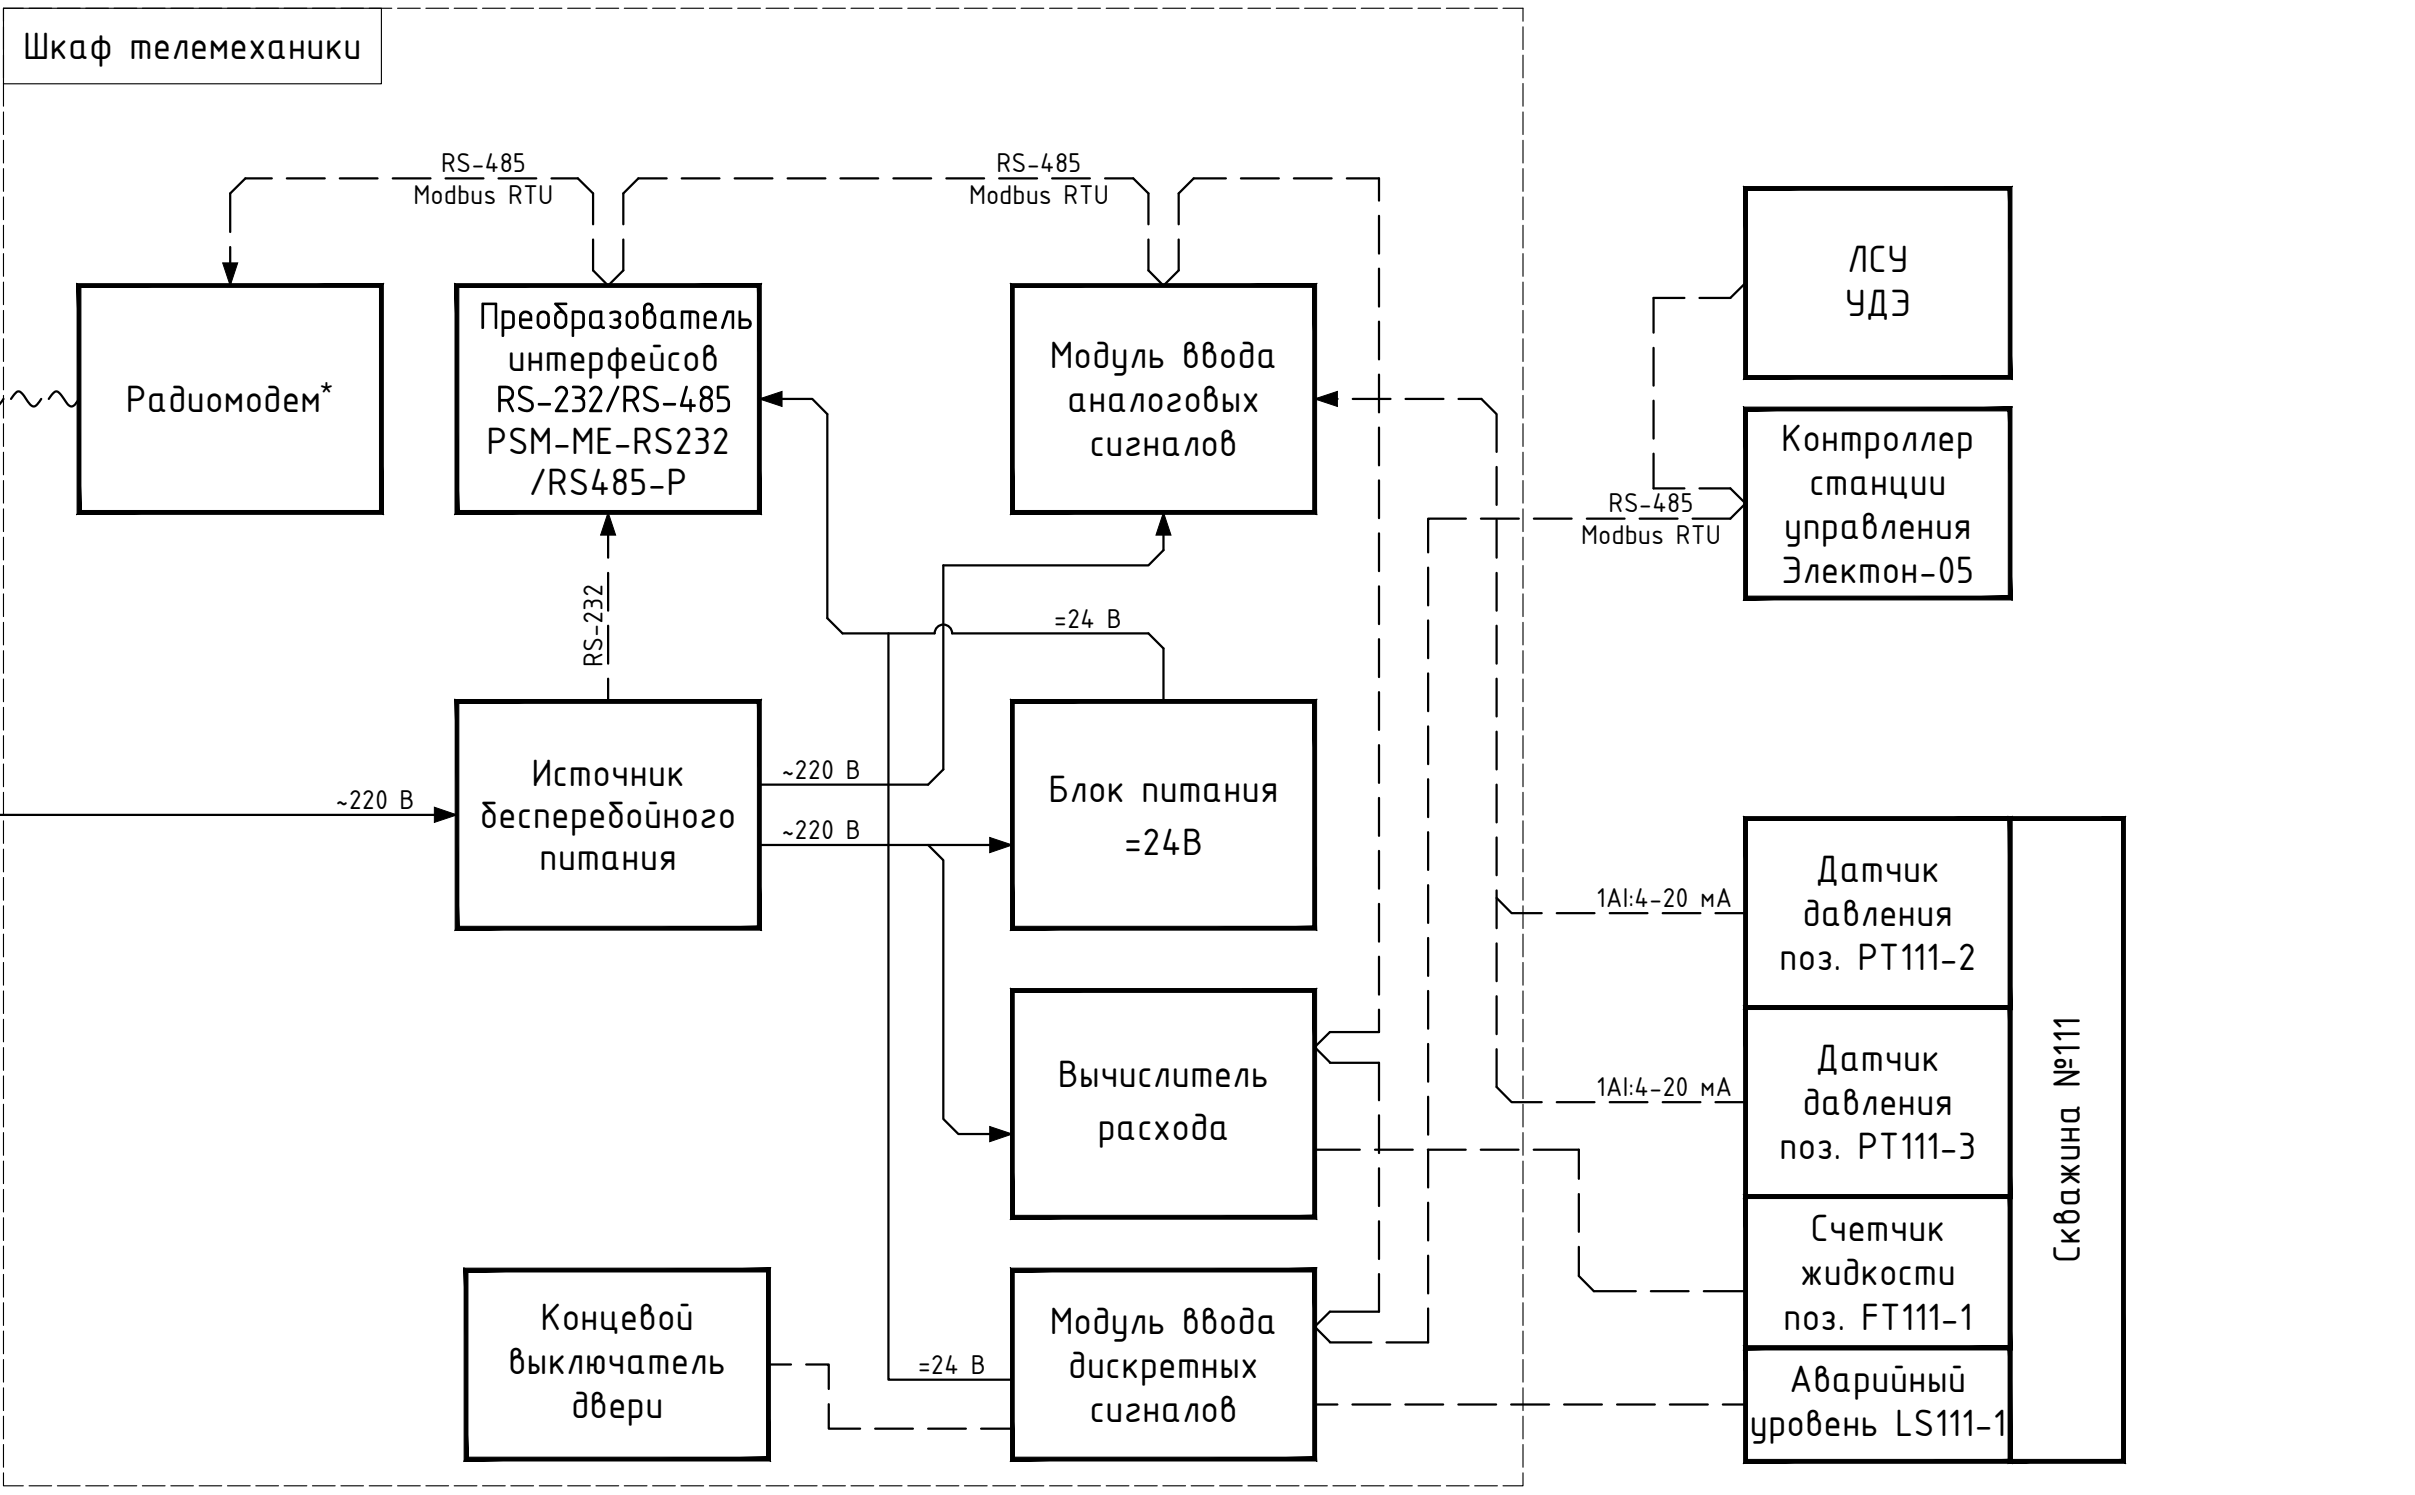 Шкаф телемеханики
RS-485
Modbus RTU
RS-485
Modbus RTU
Радиомодем*
Преобразователь
интерфейсов
RS-232/RS-485
PSM-ME-RS232
/RS485-P
Модуль ввода
аналоговых
сигналов
ЛСУ
УДЭ
Контроллер
станции
управления
Электон-05
RS-485
Modbus RTU
RS-232
=24 В
~220 В
Источник
бесперебойного
питания
~220 В
~220 В
Блок питания
=24В
1AI:4-20 мА
Датчик
давления
поз. PT111-2
Вычислитель
расхода
1AI:4-20 мА
Датчик
давления
поз. PT111-3
Скважина №111
Счетчик
жидкости
поз. FT111-1
Концевой
выключатель
двери
=24 В
Модуль ввода
дискретных
сигналов
Аварийный
уровень LS111-1